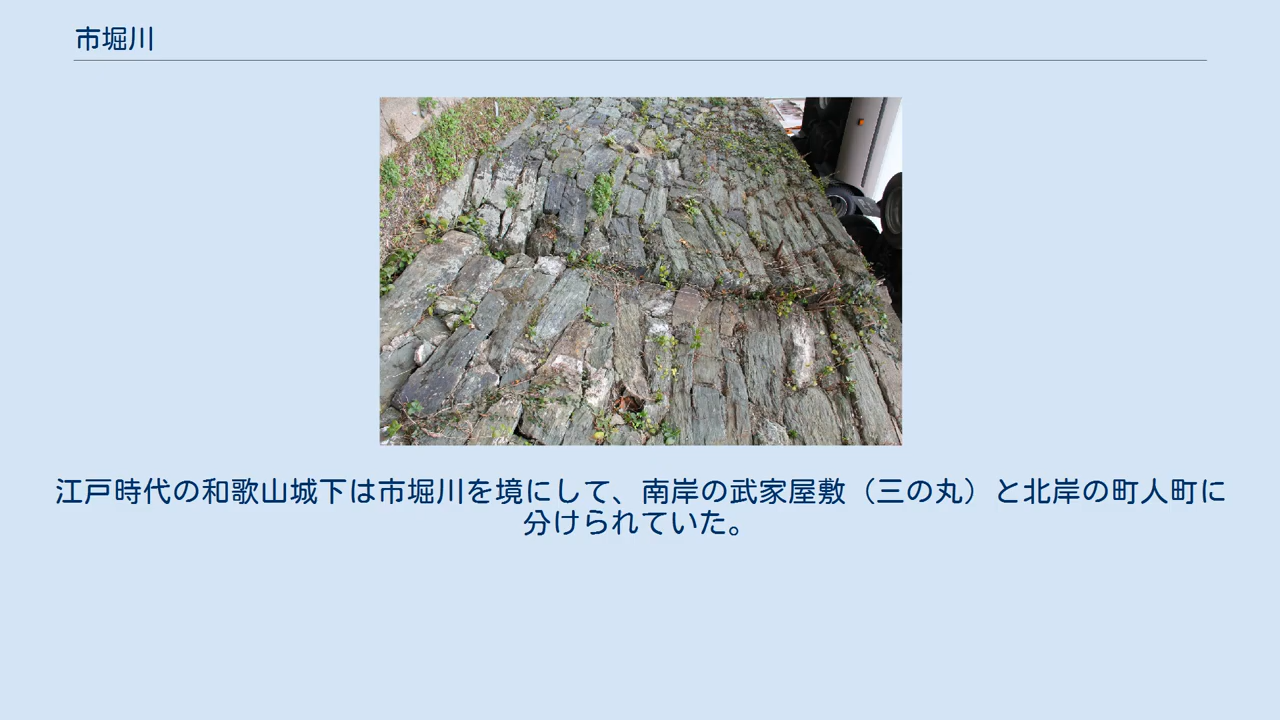 市堀川
江戸時代の和歌山城下は市堀川を境にして、南岸の武家屋敷（三の丸）と北岸の町人町に
分けられていた。